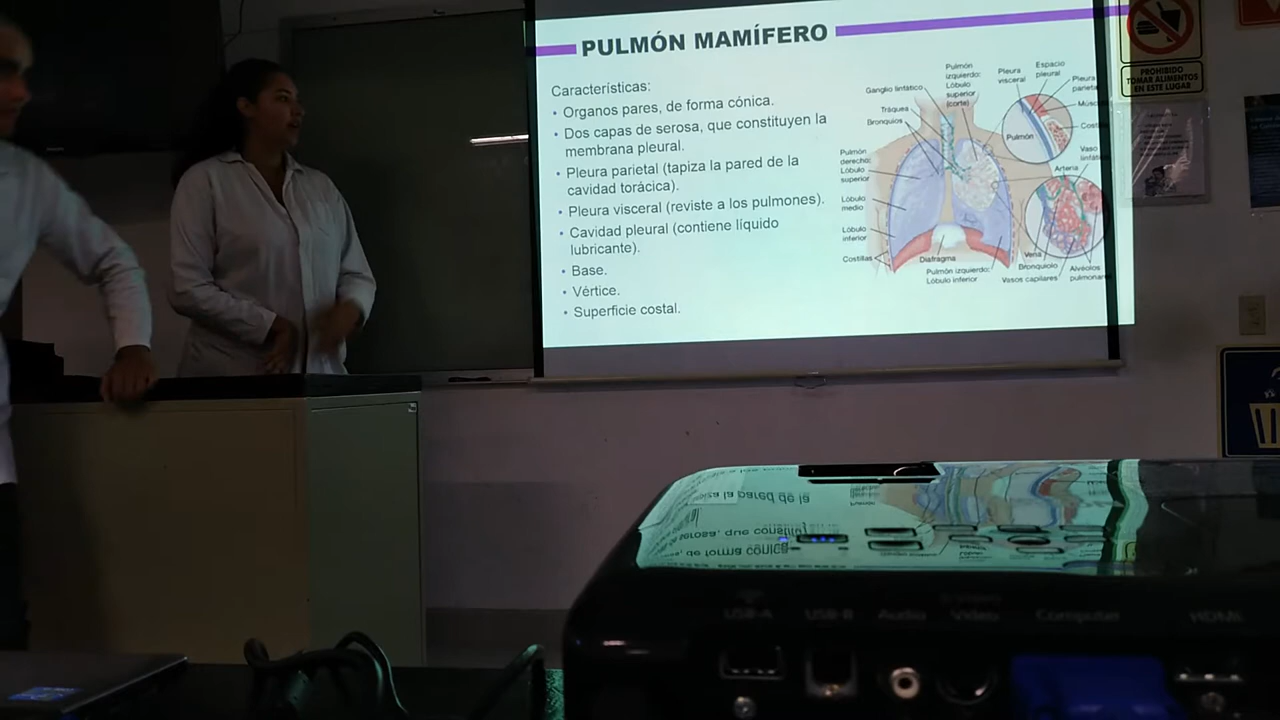 PULMÓN MAMÍFERO
Características:
• Organos pares, de forma cónica.
• Dos capas de serosa, que constituyen la
membrana pleural.
• Pleura parietal (tapiza la pared de la
cavidad torácica).
• Pleura visceral (reviste a los pulmones).
• Cavidad pleural (contiene líquido
lubricante).
• Base.
• Vértice.
• Superficie costal.
Ganglio linfático
Tráquea
Bronquios
Pulmón
izquierdo:
Lóbulo
superior
(corte)
Pleura
visceral
Espacio
pleural
Pleura
Pulmón
Pulmón
derecho:
Lóbulo
superior
Lóbulo
medio
Lóbulo
inferior
Costillas
Diafragma
Pulmón izquierdo:
Lóbulo inferior
Vaso
Arteria
Vena
Bronquiolo
Vasos capilares
Alvéolos
PROHIBIDO
TOMAR ALIMENTOS
EN ESTE LUGAR
USB-A
USB-B
Audio
Video
Computer
HDMI